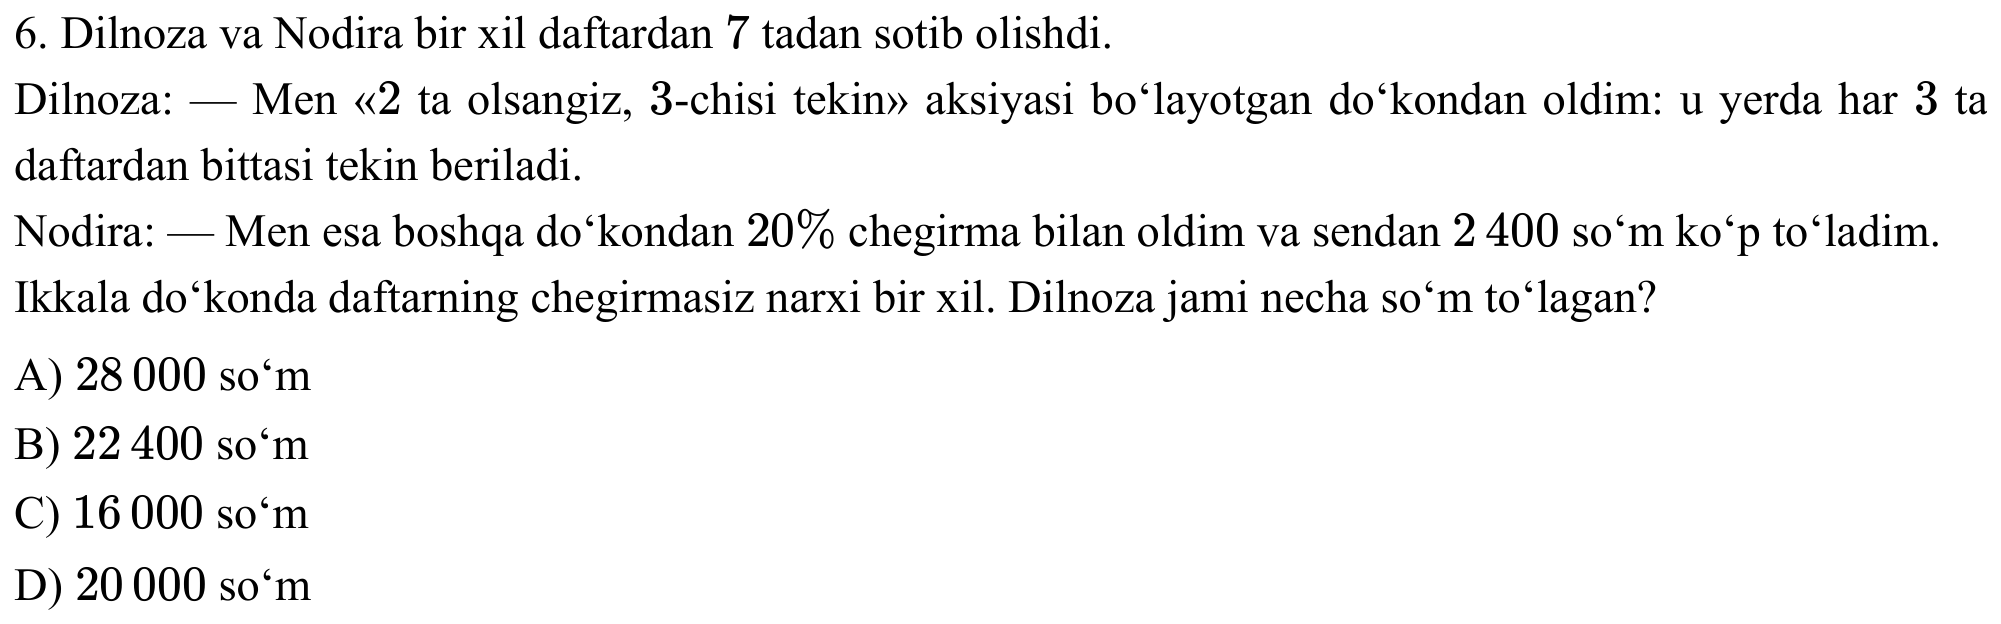 6. Dilnoza va Nodira bir xil daftardan 7 tadan sotib olishdi.
Dilnoza: — Men «2 ta olsangiz, 3-chisi tekin» aksiyasi bo‘layotgan do‘kondan oldim: u yerda har 3 ta
daftardan bittasi tekin beriladi.
Nodira: — Men esa boshqa do‘kondan 20% chegirma bilan oldim va sendan 2 400 so‘m ko‘p to‘ladim.
Ikkala do‘konda daftarning chegirmasiz narxi bir xil. Dilnoza jami necha so‘m to‘lagan?
A) 28 000 so‘m
B) 22 400 so‘m
C) 16 000 so‘m
D) 20 000 so‘m